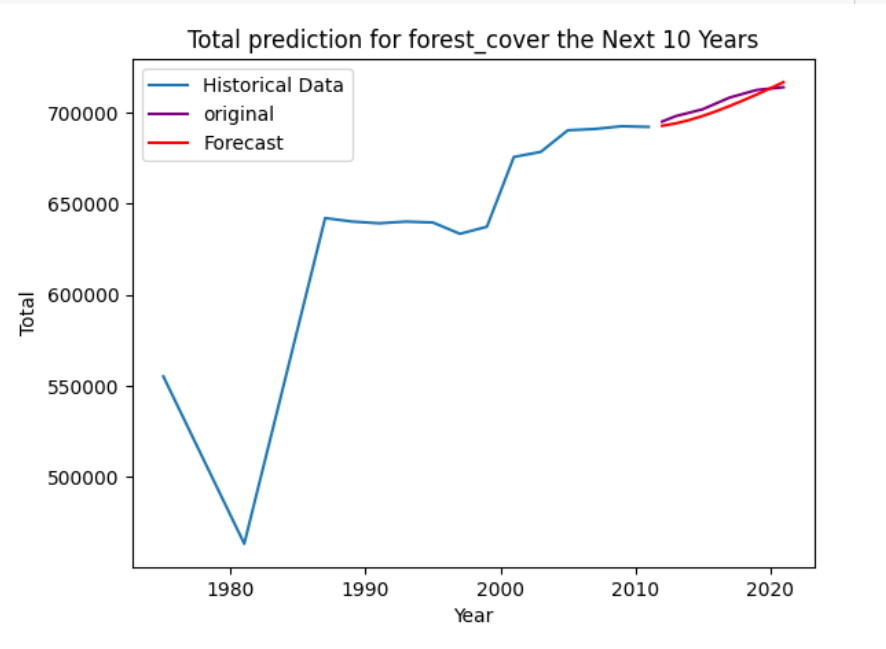 Total prediction for forest_cover the Next 10 Years
Historical Data
original
Forecast
700000
650000
600000
550000
500000
Total
1980 1990 2000 2010 2020
Year